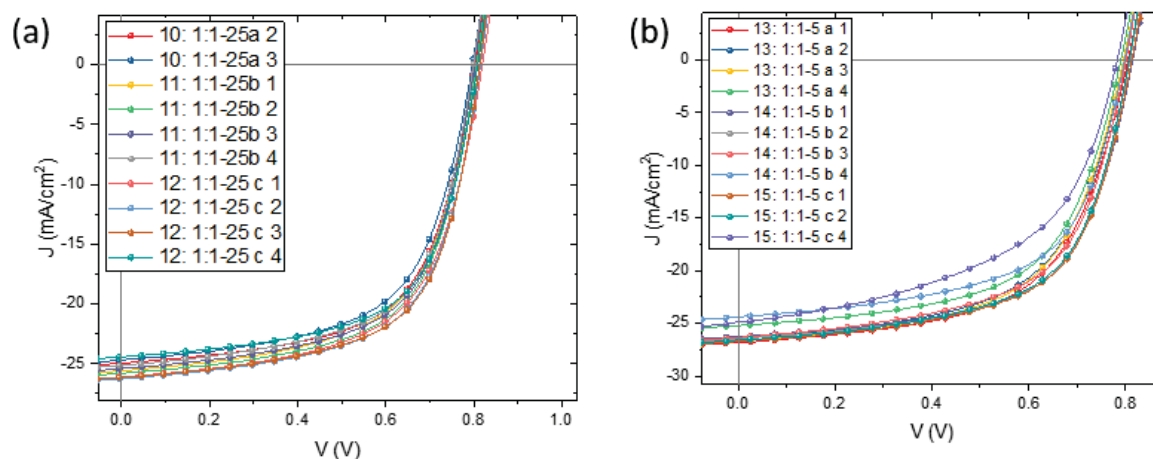 (a)
10: 1:1-25a 2
10: 1:1-25a 3
11: 1:1-25b 1
11: 1:1-25b 2
11: 1:1-25b 3
11: 1:1-25b 4
12: 1:1-25 c 1
12: 1:1-25 c 2
12: 1:1-25 c 3
12: 1:1-25 c 4
0
-5
-10
-15
-20
-25
J (mA/cm²)
0.0 0.2 0.4 0.6 0.8 1.0
V (V)
(b)
13: 1:1-5 a 1
13: 1:1-5 a 2
13: 1:1-5 a 3
13: 1:1-5 a 4
14: 1:1-5 b 1
14: 1:1-5 b 2
14: 1:1-5 b 3
14: 1:1-5 b 4
15: 1:1-5 c 1
15: 1:1-5 c 2
15: 1:1-5 c 4
0
-5
-10
-15
-20
-25
-30
J (mA/cm²)
0.0 0.2 0.4 0.6 0.8
V (V)